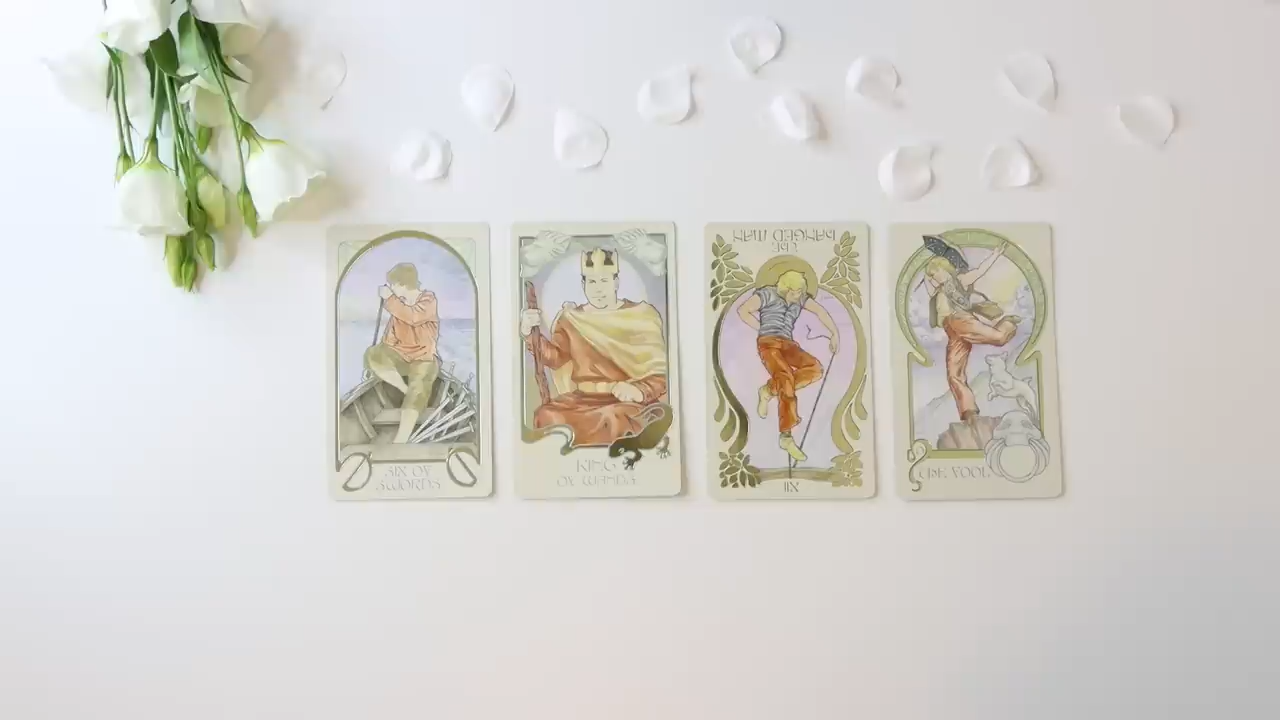 SIX OF
SWORDS
KING
OF WANDS
THE
HANGED MAN
XII
THE FOOL